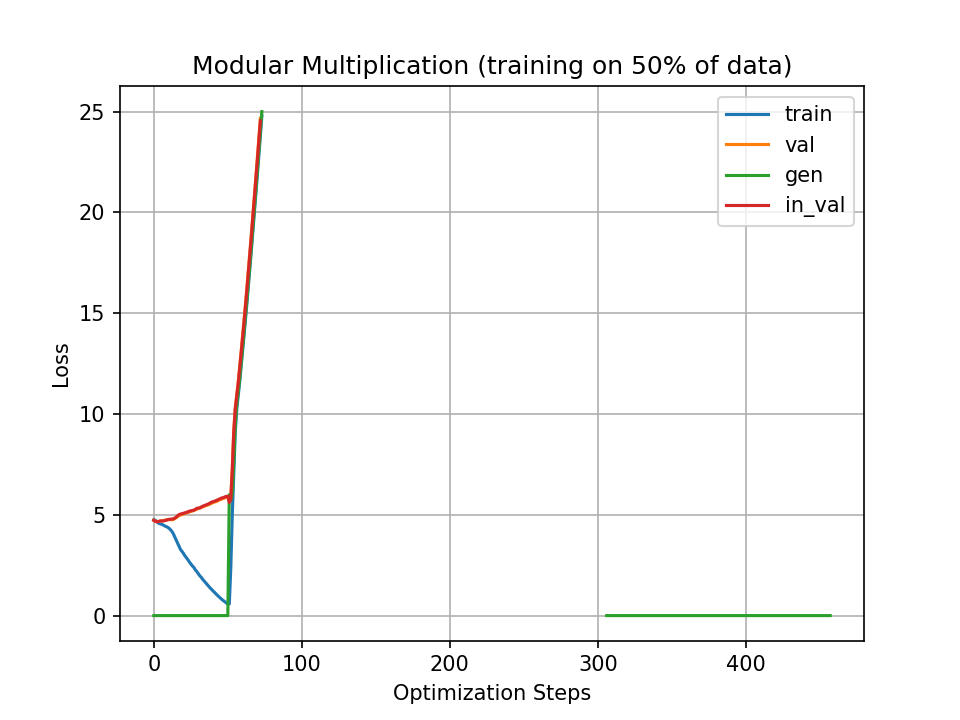 Modular Multiplication (training on 50% of data)
25
20
15
10
5
0
Loss
train
val
gen
in_val
0
100
200
300
400
Optimization Steps